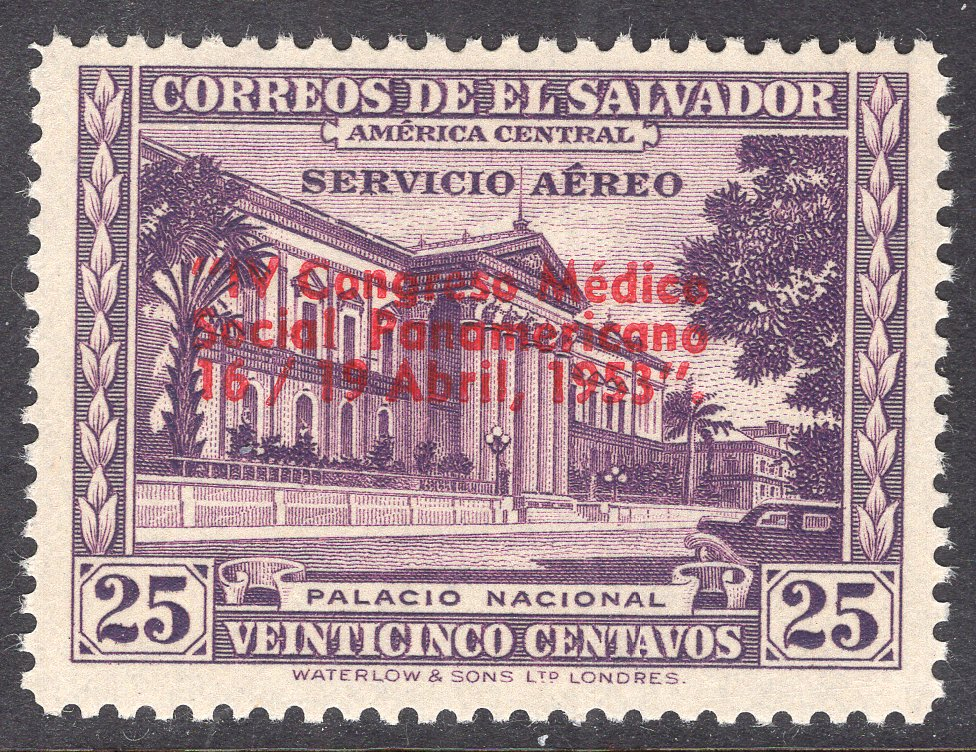 CORREOS DE EL SALVADOR
AMÉRICA CENTRAL
SERVICIO AÉREO
"IV Congreso Médico
Social Panamericano
16 / 19 Abril, 1953".
PALACIO NACIONAL
25 VEINTICINCO CENTAVOS 25
WATERLOW & SONS LTD LONDRES.